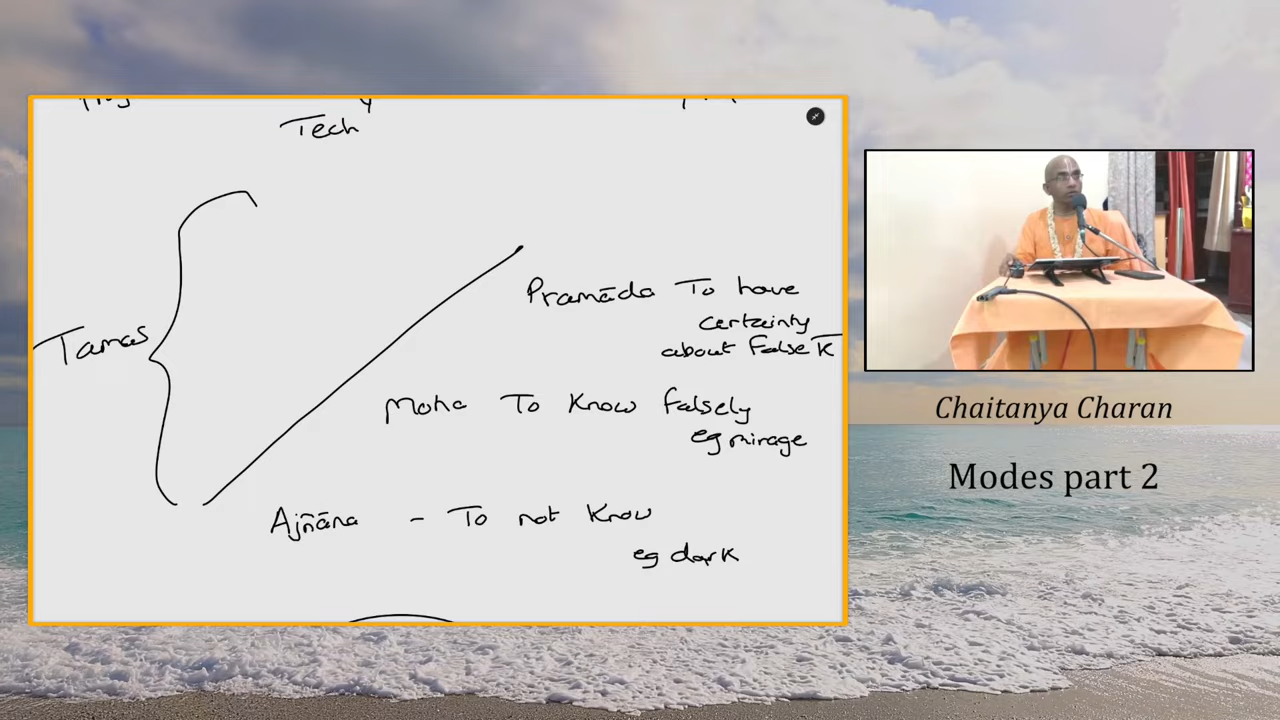 Tech
Tamas
Pramāda To have
certainty
about false K
Moha To know falsely
eg mirage
Ajñāna - To not know
eg dark
Chaitanya Charan
Modes part 2